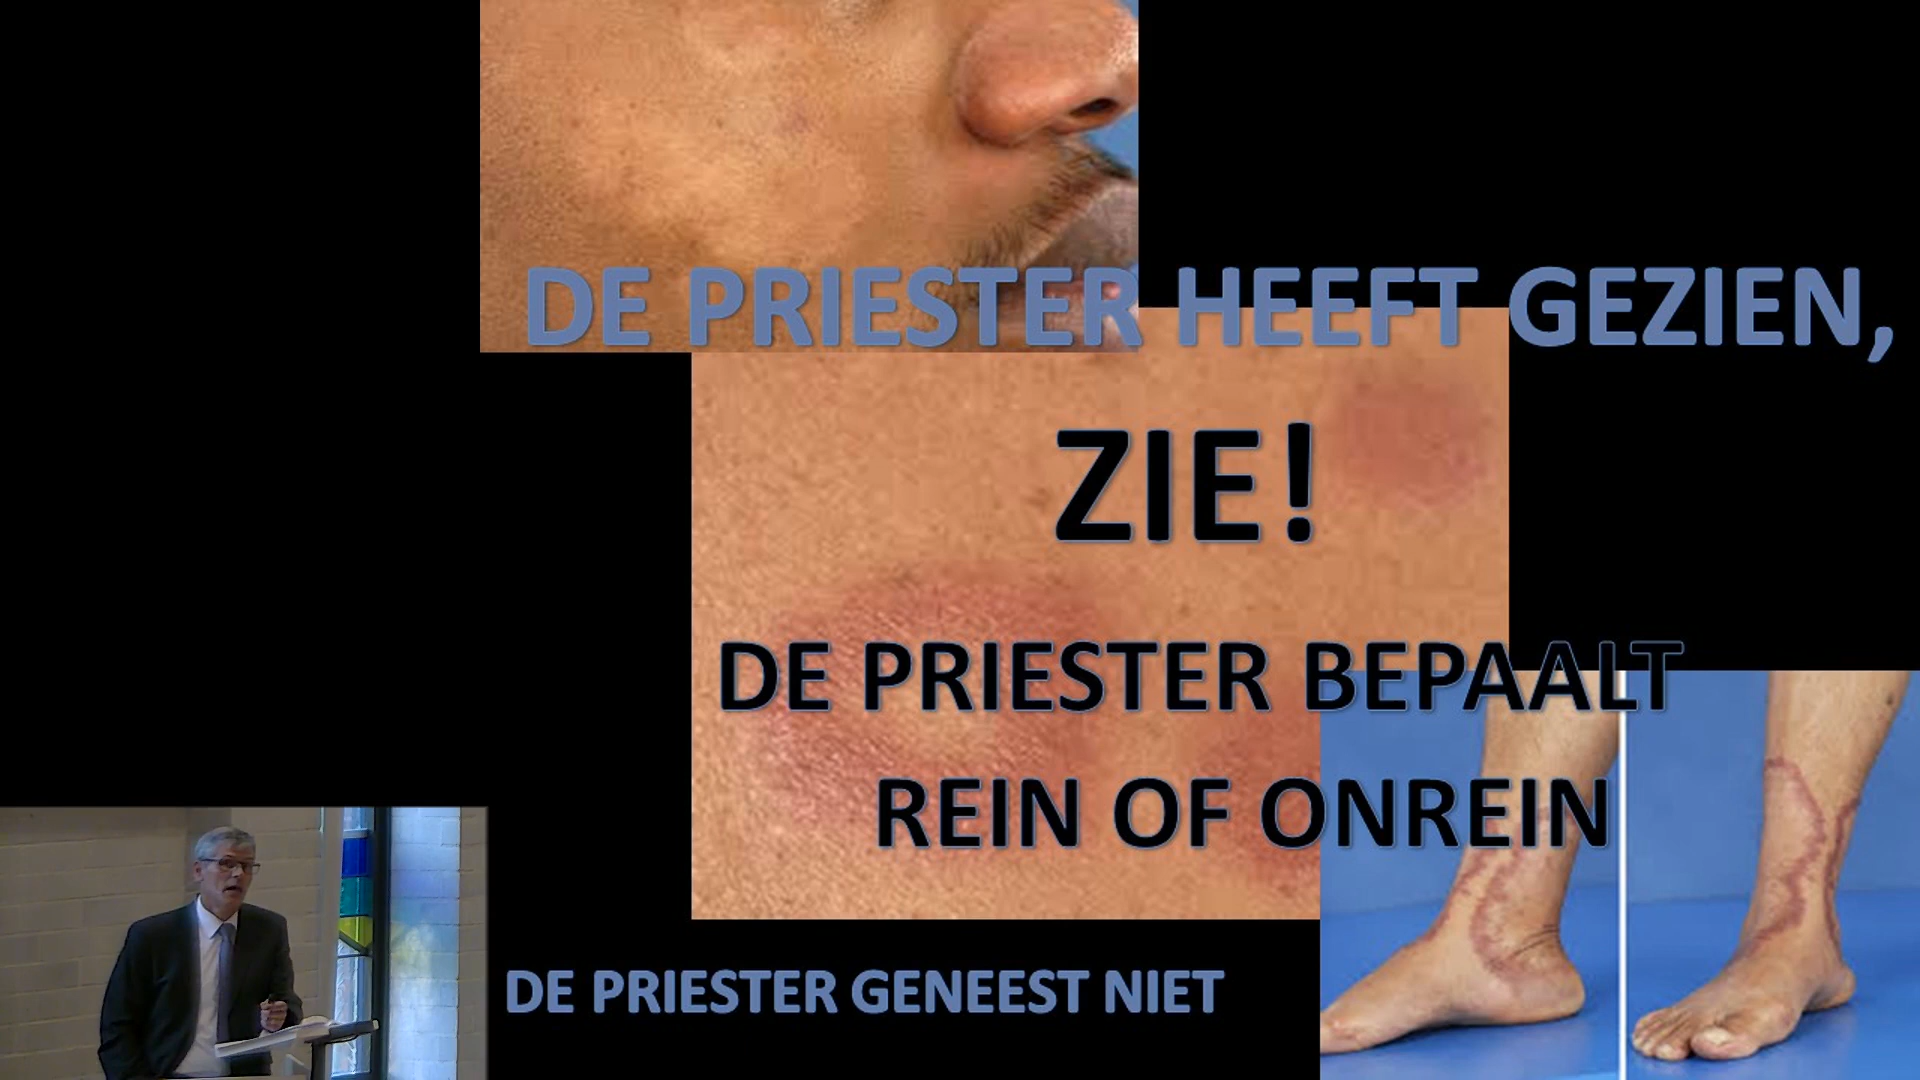 DE PRIESTER HEEFT GEZIEN,
ZIE!
DE PRIESTER BEPAALT
REIN OF ONREIN
DE PRIESTER GENEEST NIET